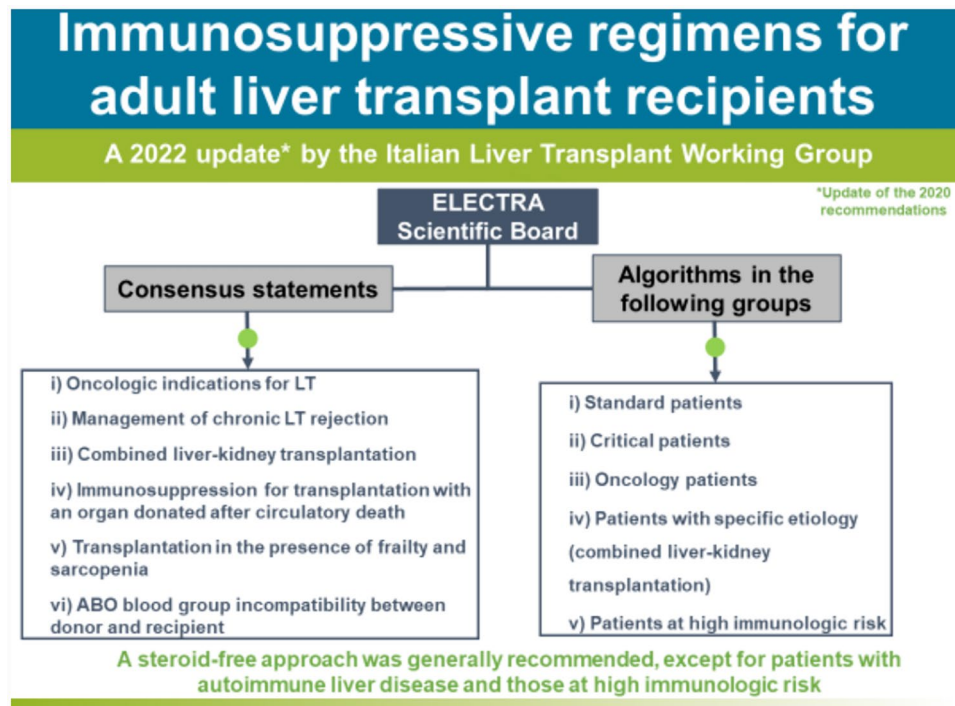 Immunosuppressive regimens for
adult liver transplant recipients
A 2022 update* by the Italian Liver Transplant Working Group
*Update of the 2020
recommendations
ELECTRA
Scientific Board
Consensus statements
i) Oncologic indications for LT
ii) Management of chronic LT rejection
iii) Combined liver-kidney transplantation
iv) Immunosuppression for transplantation with
an organ donated after circulatory death
v) Transplantation in the presence of frailty and
sarcopenia
vi) ABO blood group incompatibility between
donor and recipient
Algorithms in the
following groups
i) Standard patients
ii) Critical patients
iii) Oncology patients
iv) Patients with specific etiology
(combined liver-kidney
transplantation)
v) Patients at high immunologic risk
A steroid-free approach was generally recommended, except for patients with
autoimmune liver disease and those at high immunologic risk